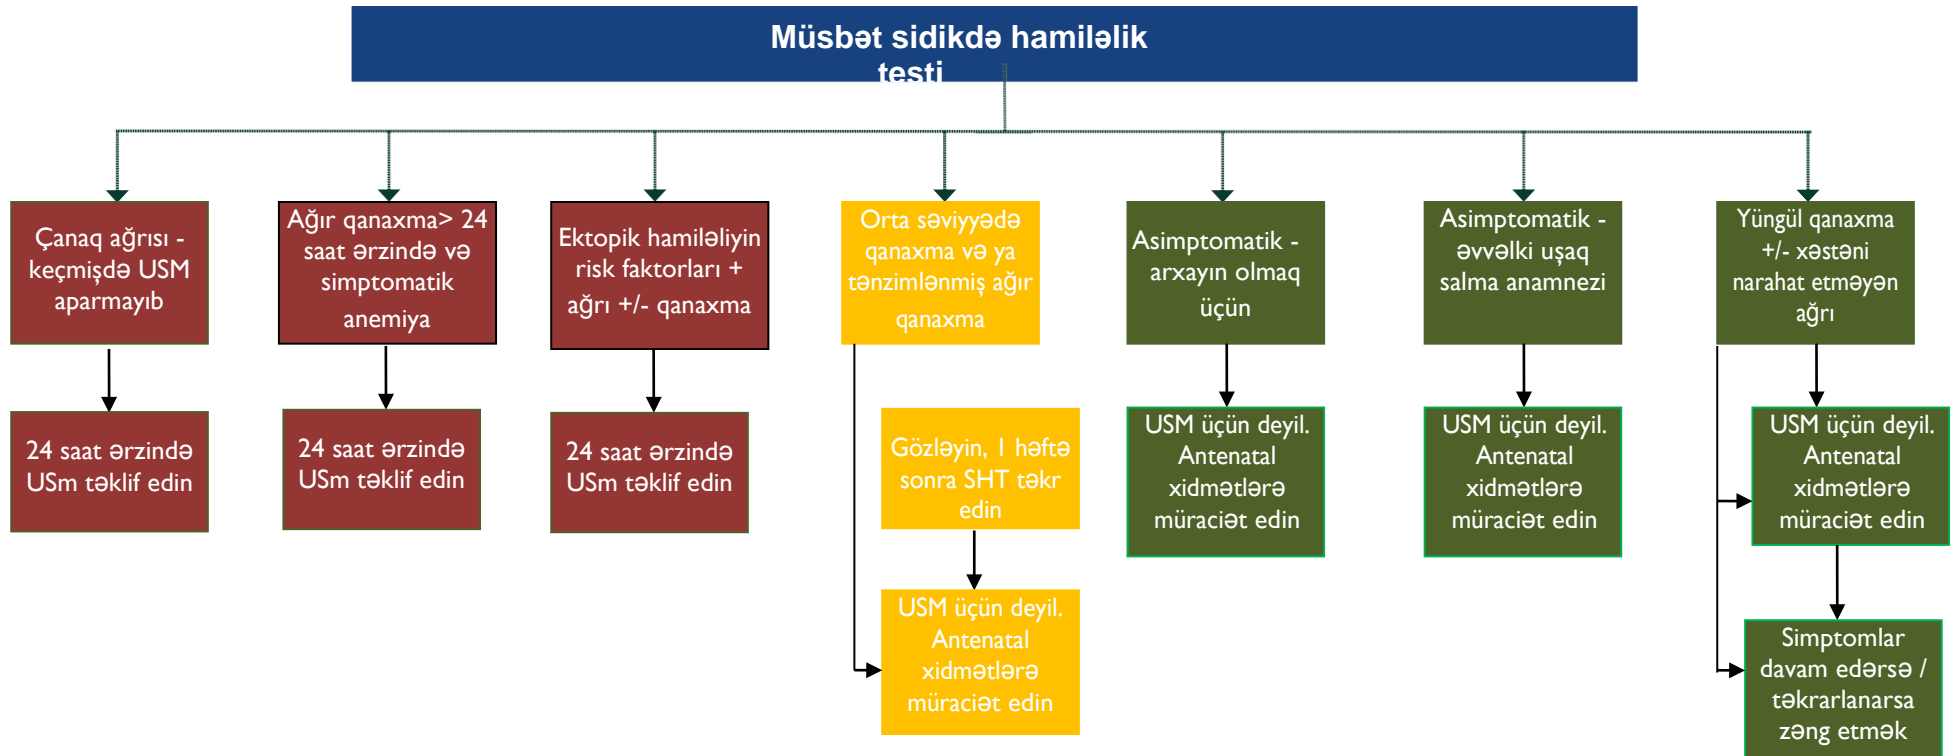 Müsbət sidikdə hamiləlik
testi
Çanaq ağrısı -
keçmişdə USM
aparmayıb
Ağır qanaxma> 24
saat ərzində və
simptomatik
anemiya
Ektopik hamiləliyin
risk faktorları +
ağrı +/- qanaxma
Orta səviyyədə
qanaxma və ya
tənzimlənmiş ağır
qanaxma
Asimptomatik -
arxayın olmaq
üçün
Asimptomatik -
əvvəlki uşaq
salma anamnezi
Yüngül qanaxma
+/- xəstəni
narahat etməyən
ağrı
24 saat ərzində
USm təklif edin
24 saat ərzində
USm təklif edin
24 saat ərzində
USm təklif edin
Gözləyin, 1 həftə
sonra SHT təkr
edin
USM üçün deyil.
Antenatal
xidmətlərə
müraciət edin
USM üçün deyil.
Antenatal
xidmətlərə
müraciət edin
USM üçün deyil.
Antenatal
xidmətlərə
müraciət edin
USM üçün deyil.
Antenatal
xidmətlərə
müraciət edin
Simptomlar
davam edərsə /
təkrarlanarsa
zəng etmək